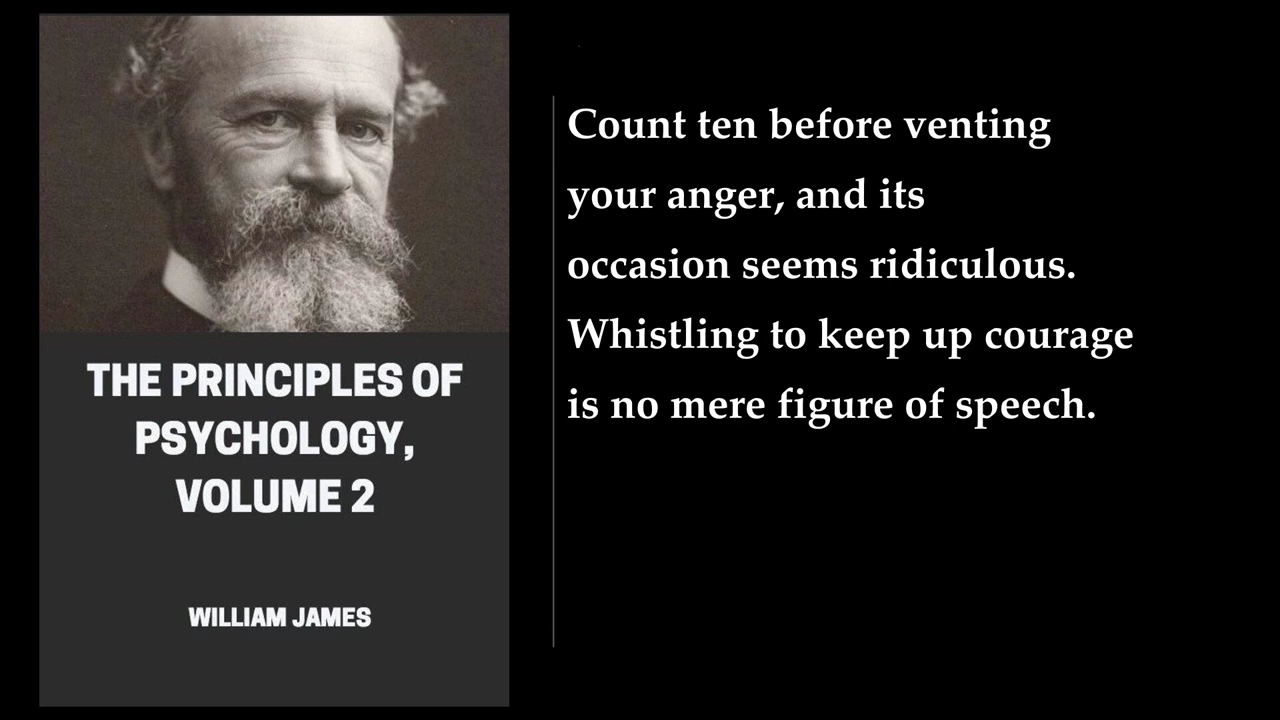 THE PRINCIPLES OF
PSYCHOLOGY,
VOLUME 2
WILLIAM JAMES
Count ten before venting
your anger, and its
occasion seems ridiculous.
Whistling to keep up courage
is no mere figure of speech.